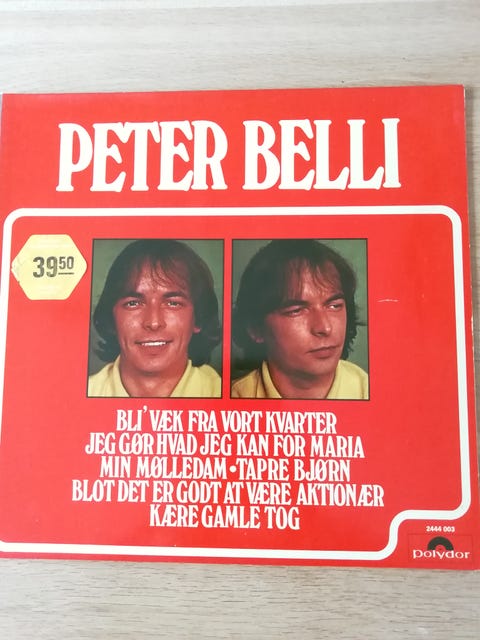 PETER BELLI
3950
BLI' VÆK FRA VORT KVARTER
JEG GØR HVAD JEG KAN FOR MARIA
MIN MØLLEDAM • TAPRE BJØRN
BLOT DET ER GODT AT VÆRE AKTIONÆR
KÆRE GAMLE TOG
2444 003
polydor